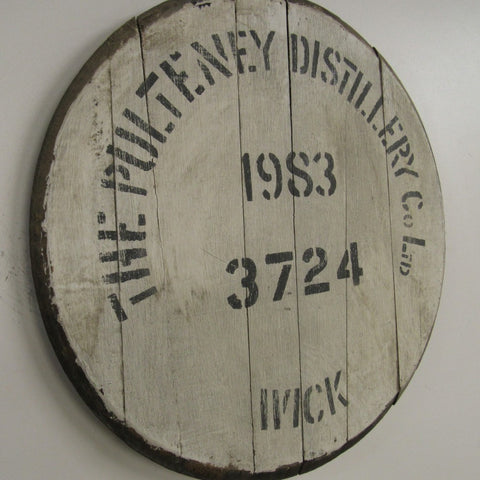 THE PULTENEY DISTILLERY Co LTD
1983
3724
WICK